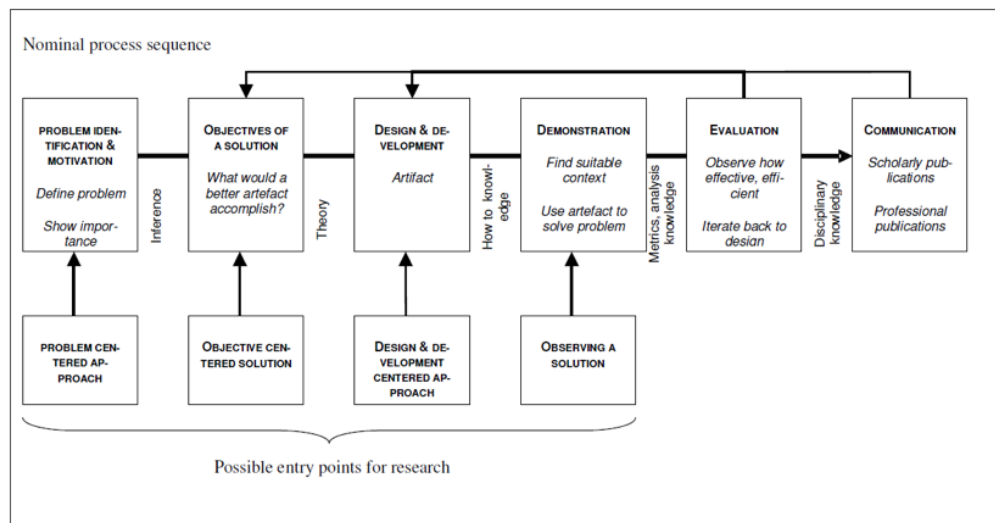 Nominal process sequence
PROBLEM IDEN-
TIFICATION &
MOTIVATION
Define problem
Show impor-
tance
Inference
OBJECTIVES OF
A SOLUTION
What would a
better artefact
accomplish?
Theory
DESIGN & DE-
VELOPMENT
Artifact
How to knowl-
edge
DEMONSTRATION
Find suitable
context
Use artefact to
solve problem
Metrics, analysis
knowledge
EVALUATION
Observe how
effective, effi-
cient
Iterate back to
design
Disciplinary
knowledge
COMMUNICATION
Scholarly pub-
lications
Professional
publications
PROBLEM CEN-
TERED AP-
PROACH
OBJECTIVE CEN-
TERED SOLUTION
DESIGN & DE-
VELOPMENT
CENTERED AP-
PROACH
OBSERVING A
SOLUTION
Possible entry points for research